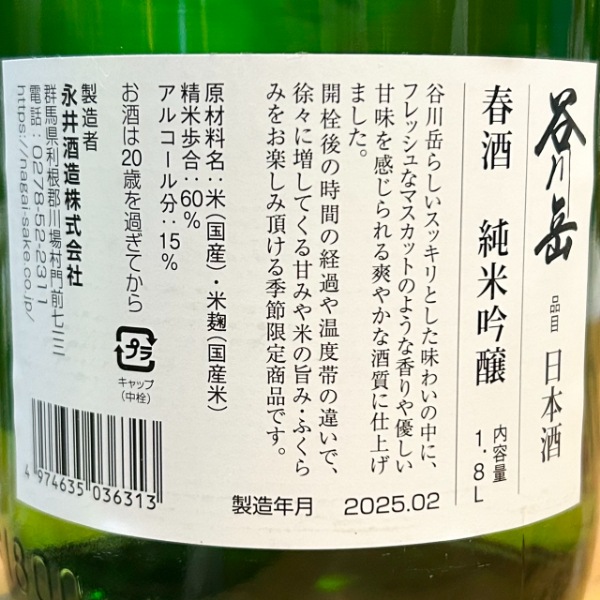 谷川岳
品目 日本酒
春酒 純米吟醸
内容量
1.8L
谷川岳らしいスッキリとした味わいの中に、
フレッシュなマスカットのような香りや優しい
甘味を感じられる爽やかな酒質に仕上げ
ました。
開栓後の時間の経過や温度帯の違いで、
徐々に増してくる甘みや米の旨み・ふくら
みをお楽しみ頂ける季節限定商品です。
原材料名:米(国産)・米麹(国産米)
精米歩合:60%
アルコール分:15%
お酒は20歳を過ぎてから
製造者
永井酒造株式会社
群馬県利根郡川場村門前七一三
電話:0278-52-2311
https://nagai-sake.co.jp/
プラ
キャップ
(中栓)
4 974635 036313
製造年月 2025.02